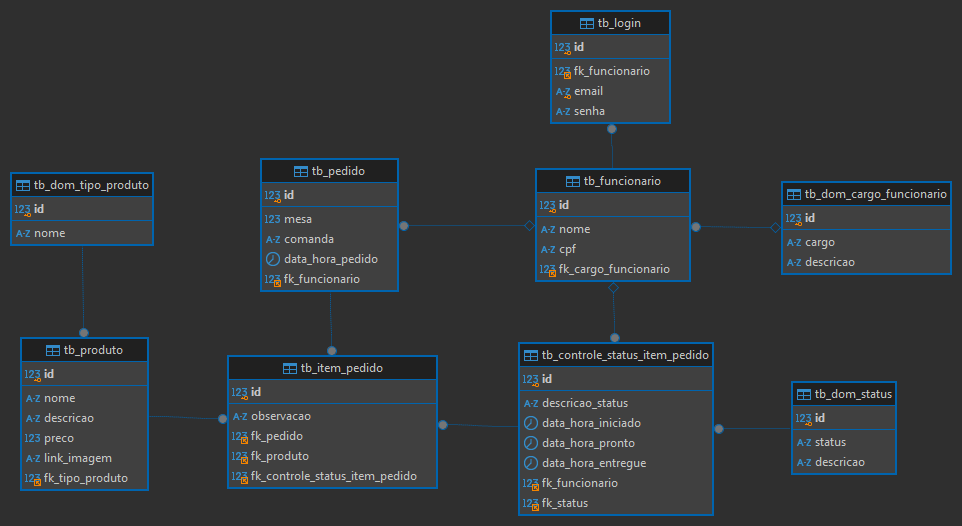 tb_login
123 id
123 fk_funcionario
A-Z email
A-Z senha
tb_dom_tipo_produto
123 id
A-Z nome
tb_pedido
123 id
123 mesa
A-Z comanda
data_hora_pedido
123 fk_funcionario
tb_funcionario
123 id
A-Z nome
A-Z cpf
123 fk_cargo_funcionario
tb_dom_cargo_funcionario
123 id
A-Z cargo
A-Z descricao
tb_produto
123 id
A-Z nome
A-Z descricao
123 preco
A-Z link_imagem
123 fk_tipo_produto
tb_item_pedido
123 id
A-Z observacao
123 fk_pedido
123 fk_produto
123 fk_controle_status_item_pedido
tb_controle_status_item_pedido
123 id
A-Z descricao_status
data_hora_iniciado
data_hora_pronto
data_hora_entregue
123 fk_funcionario
123 fk_status
tb_dom_status
123 id
A-Z status
A-Z descricao